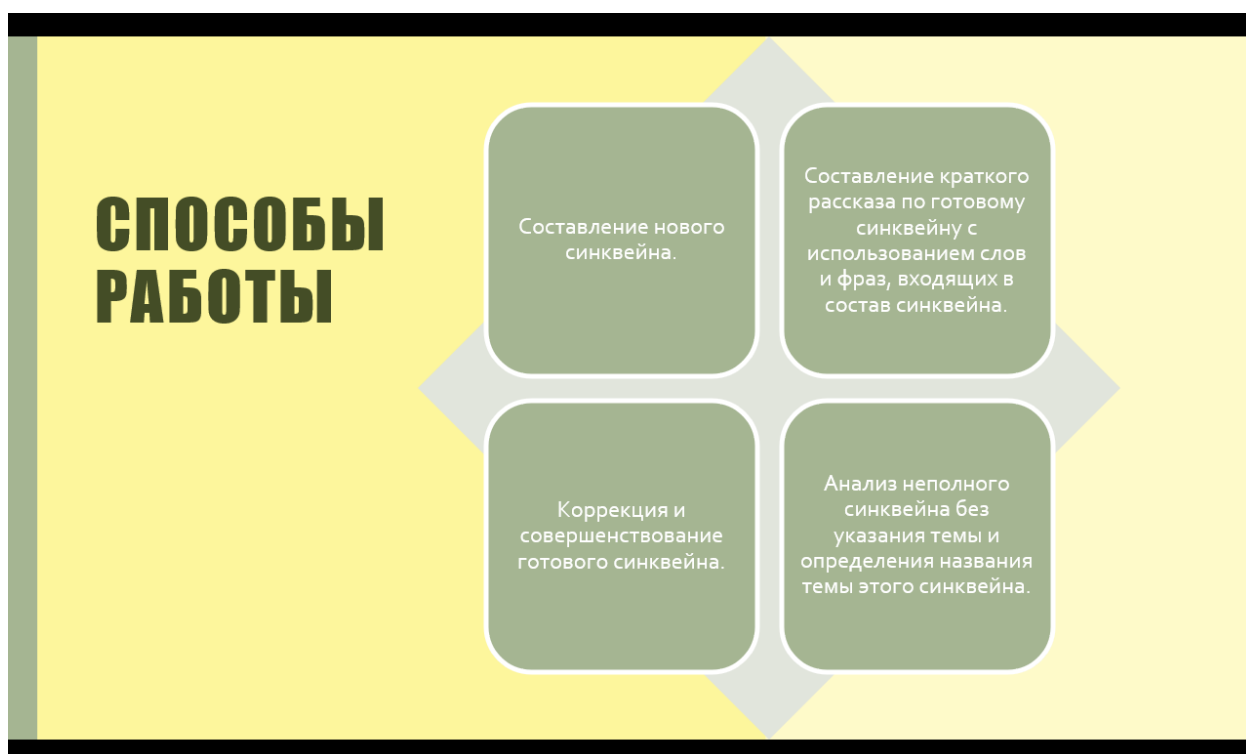 СПОСОБЫ
РАБОТЫ
Составление нового
синквейна.
Составление краткого
рассказа по готовому
синквейну с
использованием слов
и фраз, входящих в
состав синквейна.
Коррекция и
совершенствование
готового синквейна.
Анализ неполного
синквейна без
указания темы и
определения названия
темы этого синквейна.